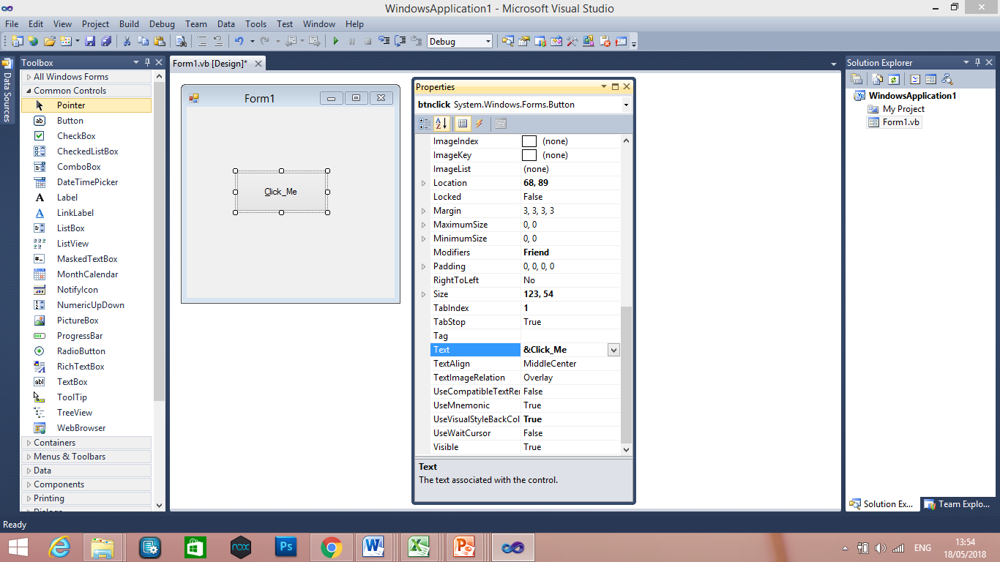 WindowsApplication1 - Microsoft Visual Studio
File Edit View Project Build Debug Team Data Tools Test Window Help
Debug
Data Sources
Toolbox
All Windows Forms
Common Controls
Pointer
Button
CheckBox
CheckedListBox
ComboBox
DateTimePicker
Label
LinkLabel
ListBox
ListView
MaskedTextBox
MonthCalendar
NotifyIcon
NumericUpDown
PictureBox
ProgressBar
RadioButton
RichTextBox
TextBox
ToolTip
TreeView
WebBrowser
Containers
Menus & Toolbars
Data
Components
Printing
Form1.vb [Design]*
Form1
Click_Me
Properties
btnclick System.Windows.Forms.Button
ImageIndex (none)
ImageKey (none)
ImageList (none)
Location 68, 89
Locked False
Margin 3, 3, 3, 3
MaximumSize 0, 0
MinimumSize 0, 0
Modifiers Friend
Padding 0, 0, 0, 0
RightToLeft No
Size 123, 54
TabIndex 1
TabStop True
Tag
Text &Click_Me
TextAlign MiddleCenter
TextImageRelation Overlay
UseCompatibleTextRen False
UseMnemonic True
UseVisualStyleBackCol True
UseWaitCursor False
Visible True
Text
The text associated with the control.
Solution Explorer
WindowsApplication1
My Project
Form1.vb
Solution Ex...
Team Explo...
Ready
nox
Ps
ENG
13:54
18/05/2018